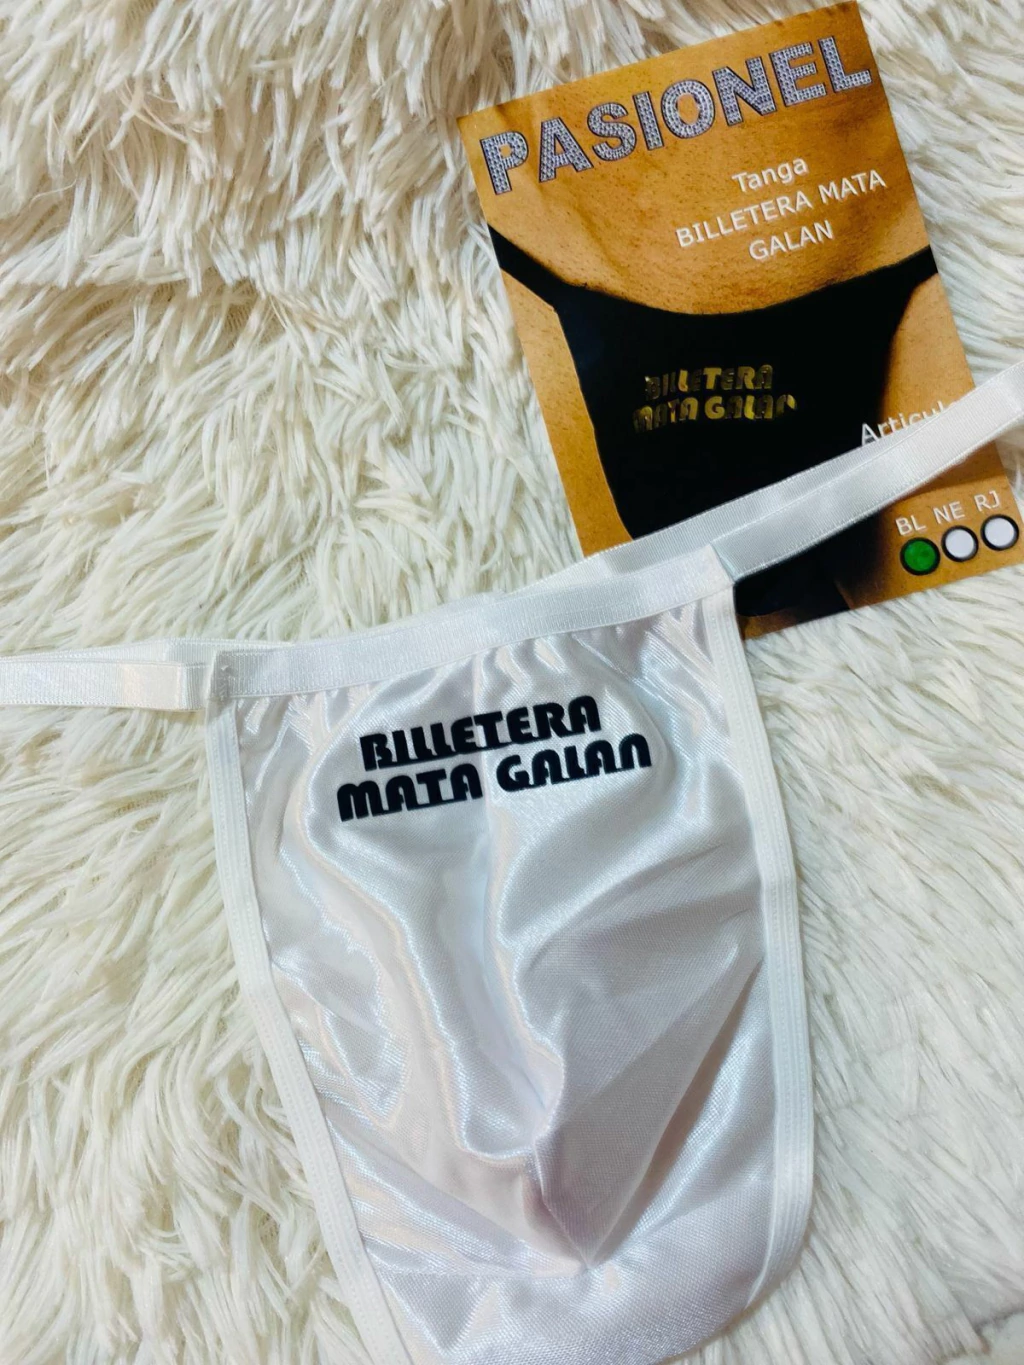 PASIONEL
Tanga
BILLETERA MATA
GALAN
BILLETERA
MATA GALAN
BL NE RJ
BILLETERA
MATA GALAN